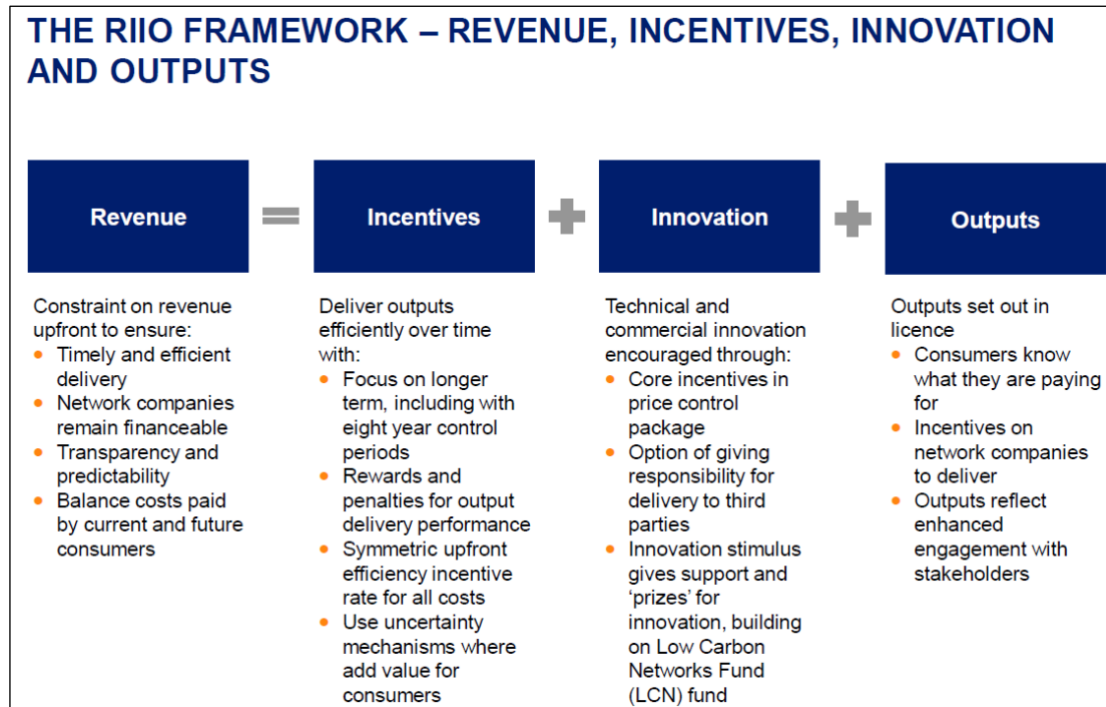 THE RIIO FRAMEWORK – REVENUE, INCENTIVES, INNOVATION
AND OUTPUTS
Revenue
=
Incentives
+
Innovation
+
Outputs
Constraint on revenue
upfront to ensure:
• Timely and efficient
delivery
• Network companies
remain financeable
• Transparency and
predictability
• Balance costs paid
by current and future
consumers
Deliver outputs
efficiently over time
with:
• Focus on longer
term, including with
eight year control
periods
• Rewards and
penalties for output
delivery performance
• Symmetric upfront
efficiency incentive
rate for all costs
• Use uncertainty
mechanisms where
add value for
consumers
Technical and
commercial innovation
encouraged through:
• Core incentives in
price control
package
• Option of giving
responsibility for
delivery to third
parties
• Innovation stimulus
gives support and
‘prizes’ for
innovation, building
on Low Carbon
Networks Fund
(LCN) fund
Outputs set out in
licence
• Consumers know
what they are paying
for
• Incentives on
network companies
to deliver
• Outputs reflect
enhanced
engagement with
stakeholders